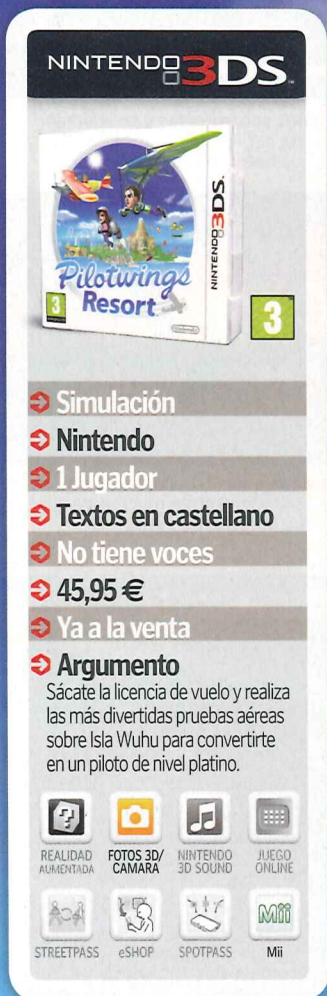 NINTENDO 3DS
NINTENDO 3DS
Pilotwings
Resort
3
Nintendo
3
Simulación
Nintendo
1 Jugador
Textos en castellano
No tiene voces
45,95 €
Ya a la venta
Argumento
Sácate la licencia de vuelo y realiza
las más divertidas pruebas aéreas
sobre Isla Wuhu para convertirte
en un piloto de nivel platino.
REALIDAD AUMENTADA
FOTOS 3D/ CAMARA
NINTENDO 3D SOUND
JUEGO ONLINE
STREETPASS
eSHOP
SPOTPASS
Mii
Mii